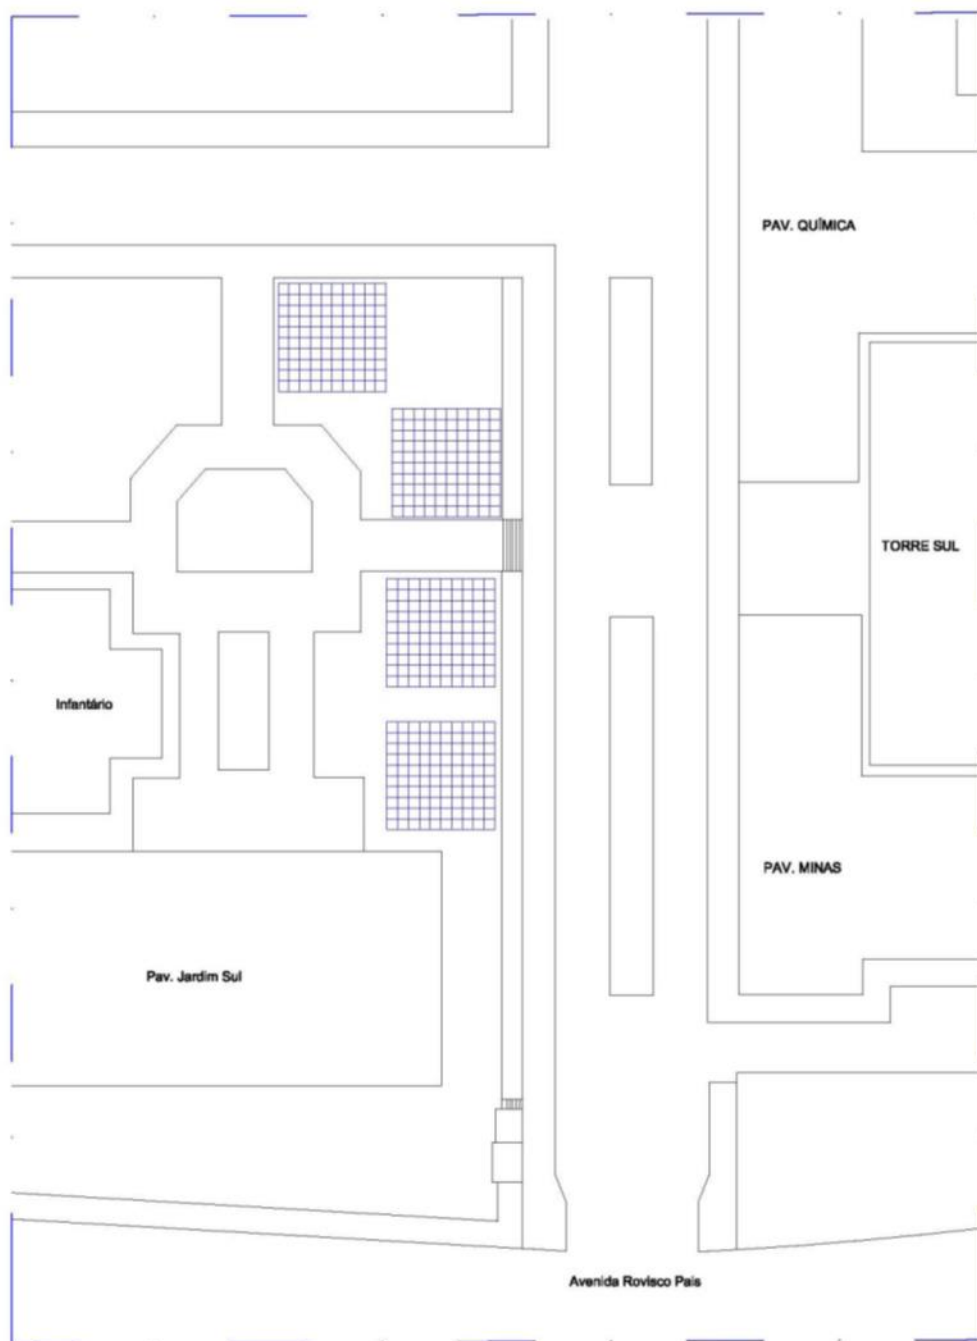 PAV. QUÍMICA
TORRE SUL
Infantário
PAV. MINAS
Pav. Jardim Sul
Avenida Rovisco Pais